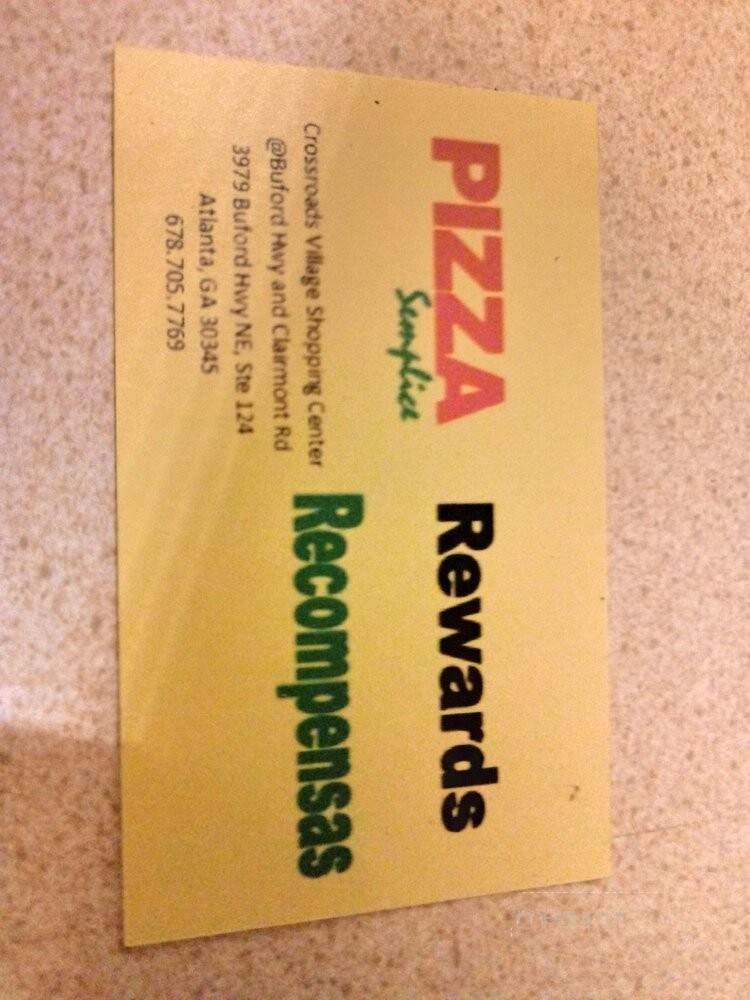 PIZZA
Semplice
Crossroads Village Shopping Center
@Buford Hwy and Clairmont Rd
3979 Buford Hwy NE, Ste 124
Atlanta, GA 30345
678.705.7769
Rewards
Recompensas